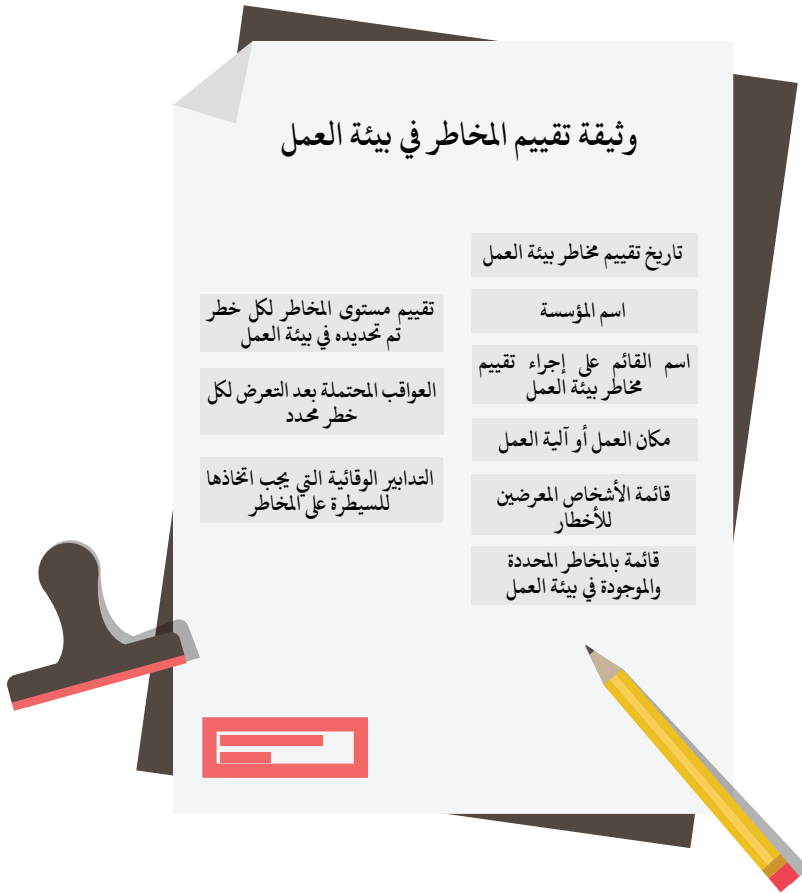 وثيقة تقييم المخاطر في بيئة العمل
تاريخ تقييم مخاطر بيئة العمل
اسم المؤسسة
اسم القائم على إجراء تقييم
مخاطر بيئة العمل
مكان العمل أو آلية العمل
قائمة الأشخاص المعرضين
للأخطار
قائمة بالمخاطر المحددة
والموجودة في بيئة العمل
تقييم مستوى المخاطر لكل خطر
تم تحديده في بيئة العمل
العواقب المحتملة بعد التعرض لكل
خطر محدد
التدابير الوقائية التي يجب اتخاذها
للسيطرة على المخاطر